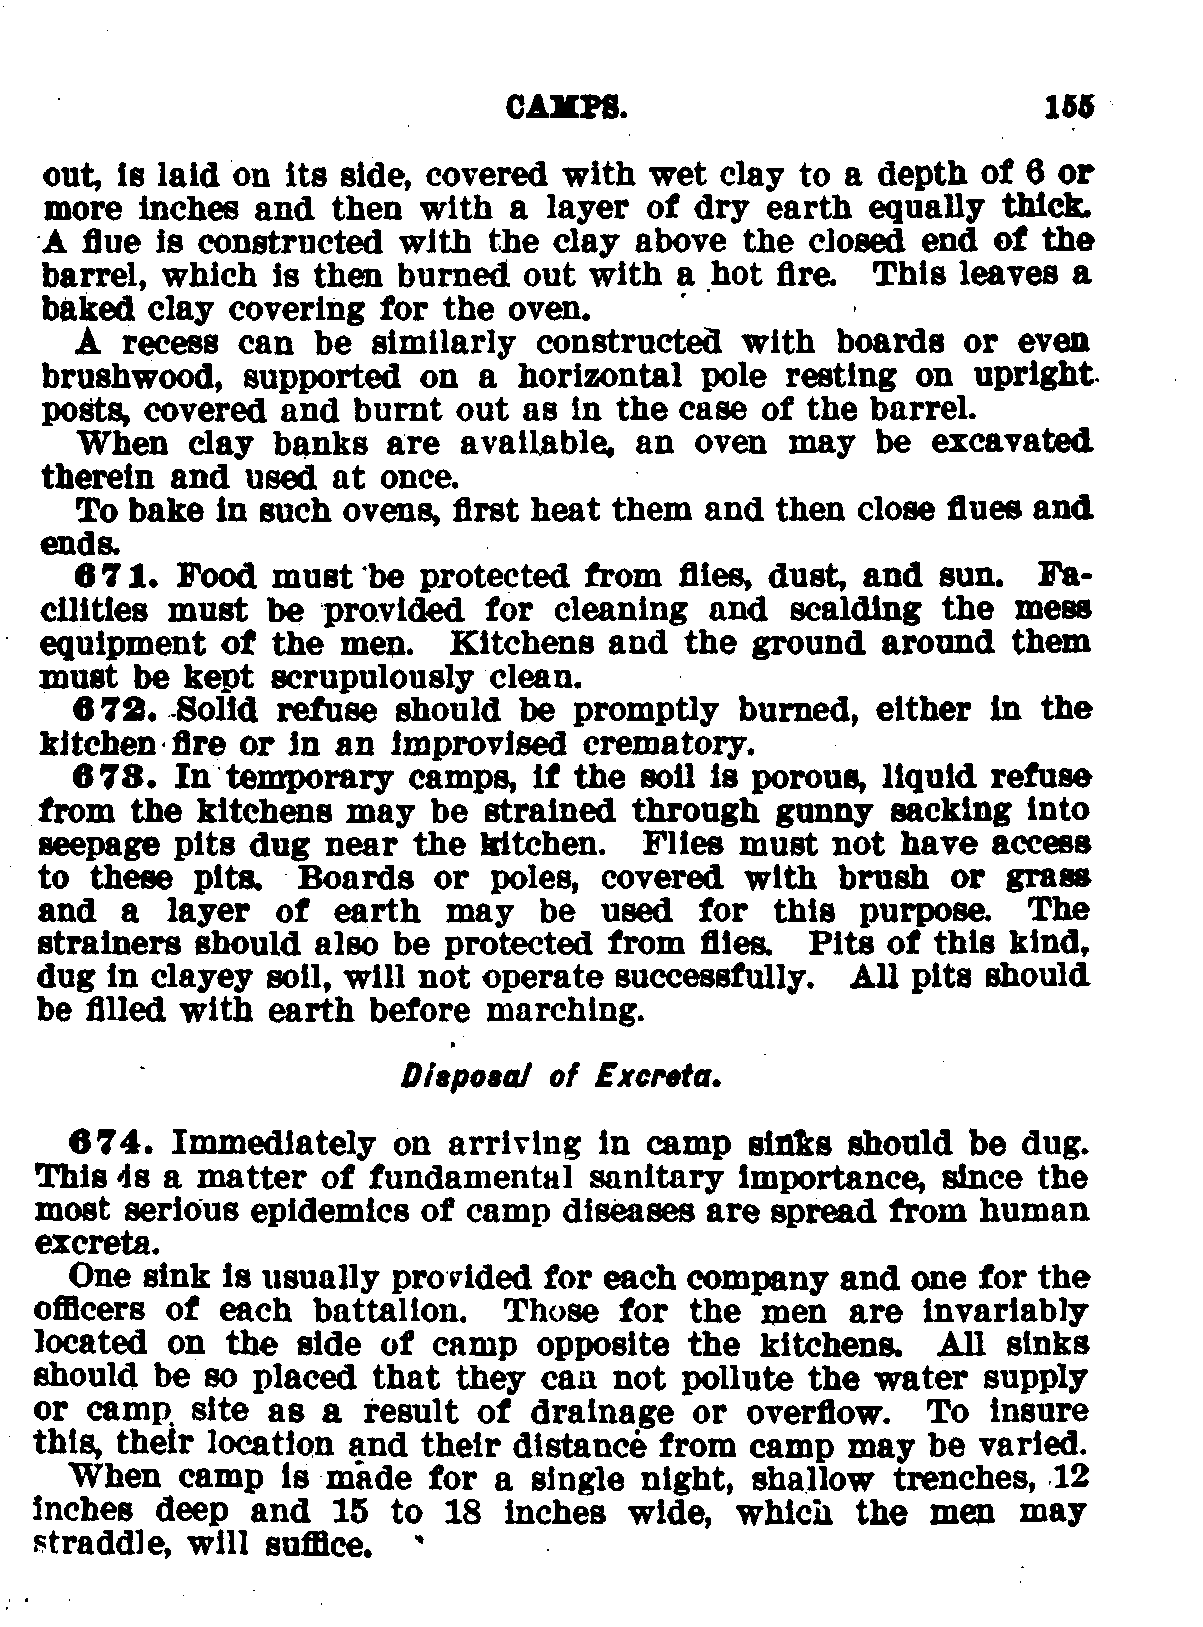 CAMPS. 155
out, is laid on its side, covered with wet clay to a depth of 6 or
more inches and then with a layer of dry earth equally thick.
A flue is constructed with the clay above the closed end of the
barrel, which is then burned out with a hot fire. This leaves a
baked clay covering for the oven.
A recess can be similarly constructed with boards or even
brushwood, supported on a horizontal pole resting on upright
posts, covered and burnt out as in the case of the barrel.
When clay banks are available, an oven may be excavated
therein and used at once.
To bake in such ovens, first heat them and then close flues and
ends.
671. Food must be protected from flies, dust, and sun. Fa-
cilities must be provided for cleaning and scalding the mess
equipment of the men. Kitchens and the ground around them
must be kept scrupulously clean.
672. Solid refuse should be promptly burned, either in the
kitchen fire or in an improvised crematory.
673. In temporary camps, if the soil is porous, liquid refuse
from the kitchens may be strained through gunny sacking into
seepage pits dug near the kitchen. Flies must not have access
to these pits. Boards or poles, covered with brush or grass
and a layer of earth may be used for this purpose. The
strainers should also be protected from flies. Pits of this kind,
dug in clayey soil, will not operate successfully. All pits should
be filled with earth before marching.
Disposal of Excreta.
674. Immediately on arriving in camp sinks should be dug.
This is a matter of fundamental sanitary importance, since the
most serious epidemics of camp diseases are spread from human
excreta.
One sink is usually provided for each company and one for the
officers of each battalion. Those for the men are invariably
located on the side of camp opposite the kitchens. All sinks
should be so placed that they can not pollute the water supply
or camp site as a result of drainage or overflow. To insure
this, their location and their distance from camp may be varied.
When camp is made for a single night, shallow trenches, 12
inches deep and 15 to 18 inches wide, which the men may
straddle, will suffice.